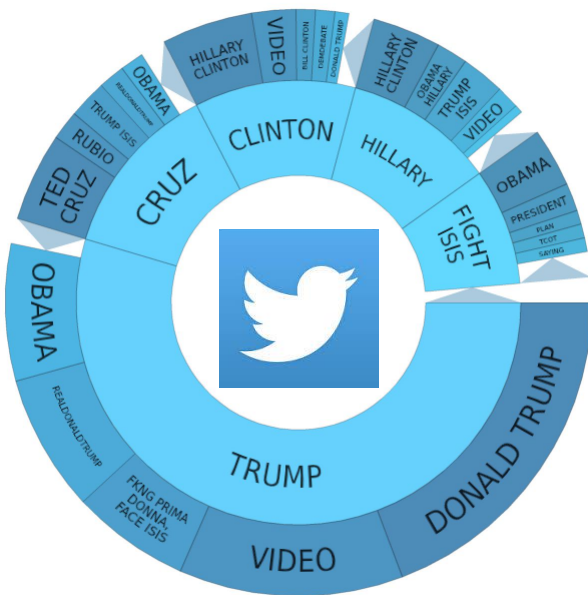 OBAMA
REALDONALDTRUMP
TRUMP ISIS
RUBIO
TED
CRUZ
CRUZ
HILLARY
CLINTON
VIDEO
BILL CLINTON
DEMDEBATE
DONALD TRUMP
CLINTON
HILLARY
CLINTON
OBAMA
HILLARY
TRUMP
ISIS
VIDEO
HILLARY
OBAMA
PRESIDENT
PLAN
TCOT
SAYING
FIGHT
ISIS
OBAMA
REALDONALDTRUMP
FKNG PRIMA
DONNA,
FACE ISIS
VIDEO
DONALD TRUMP
TRUMP